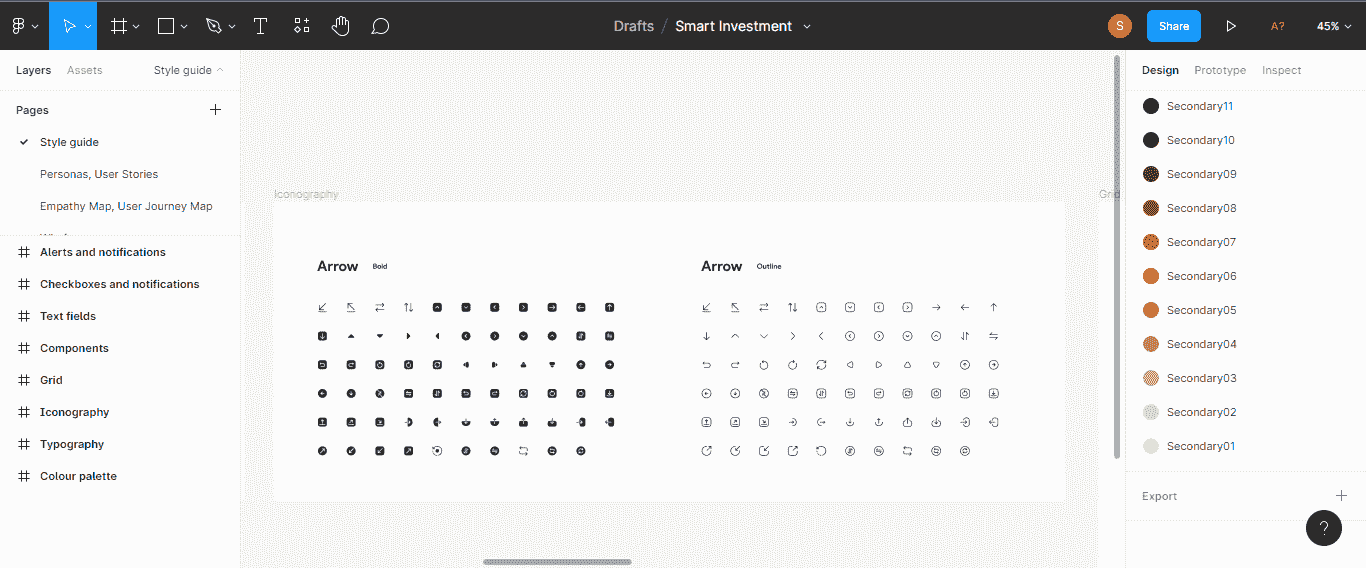 Drafts / Smart Investment
S
Share
A?
45%
Layers
Assets
Style guide
Pages
Style guide
Personas, User Stories
Empathy Map, User Journey Map
Alerts and notifications
Checkboxes and notifications
Text fields
Components
Grid
Iconography
Typography
Colour palette
Iconography
Grid
Arrow Bold
Arrow Outline
Design
Prototype
Inspect
Secondary11
Secondary10
Secondary09
Secondary08
Secondary07
Secondary06
Secondary05
Secondary04
Secondary03
Secondary02
Secondary01
Export
?